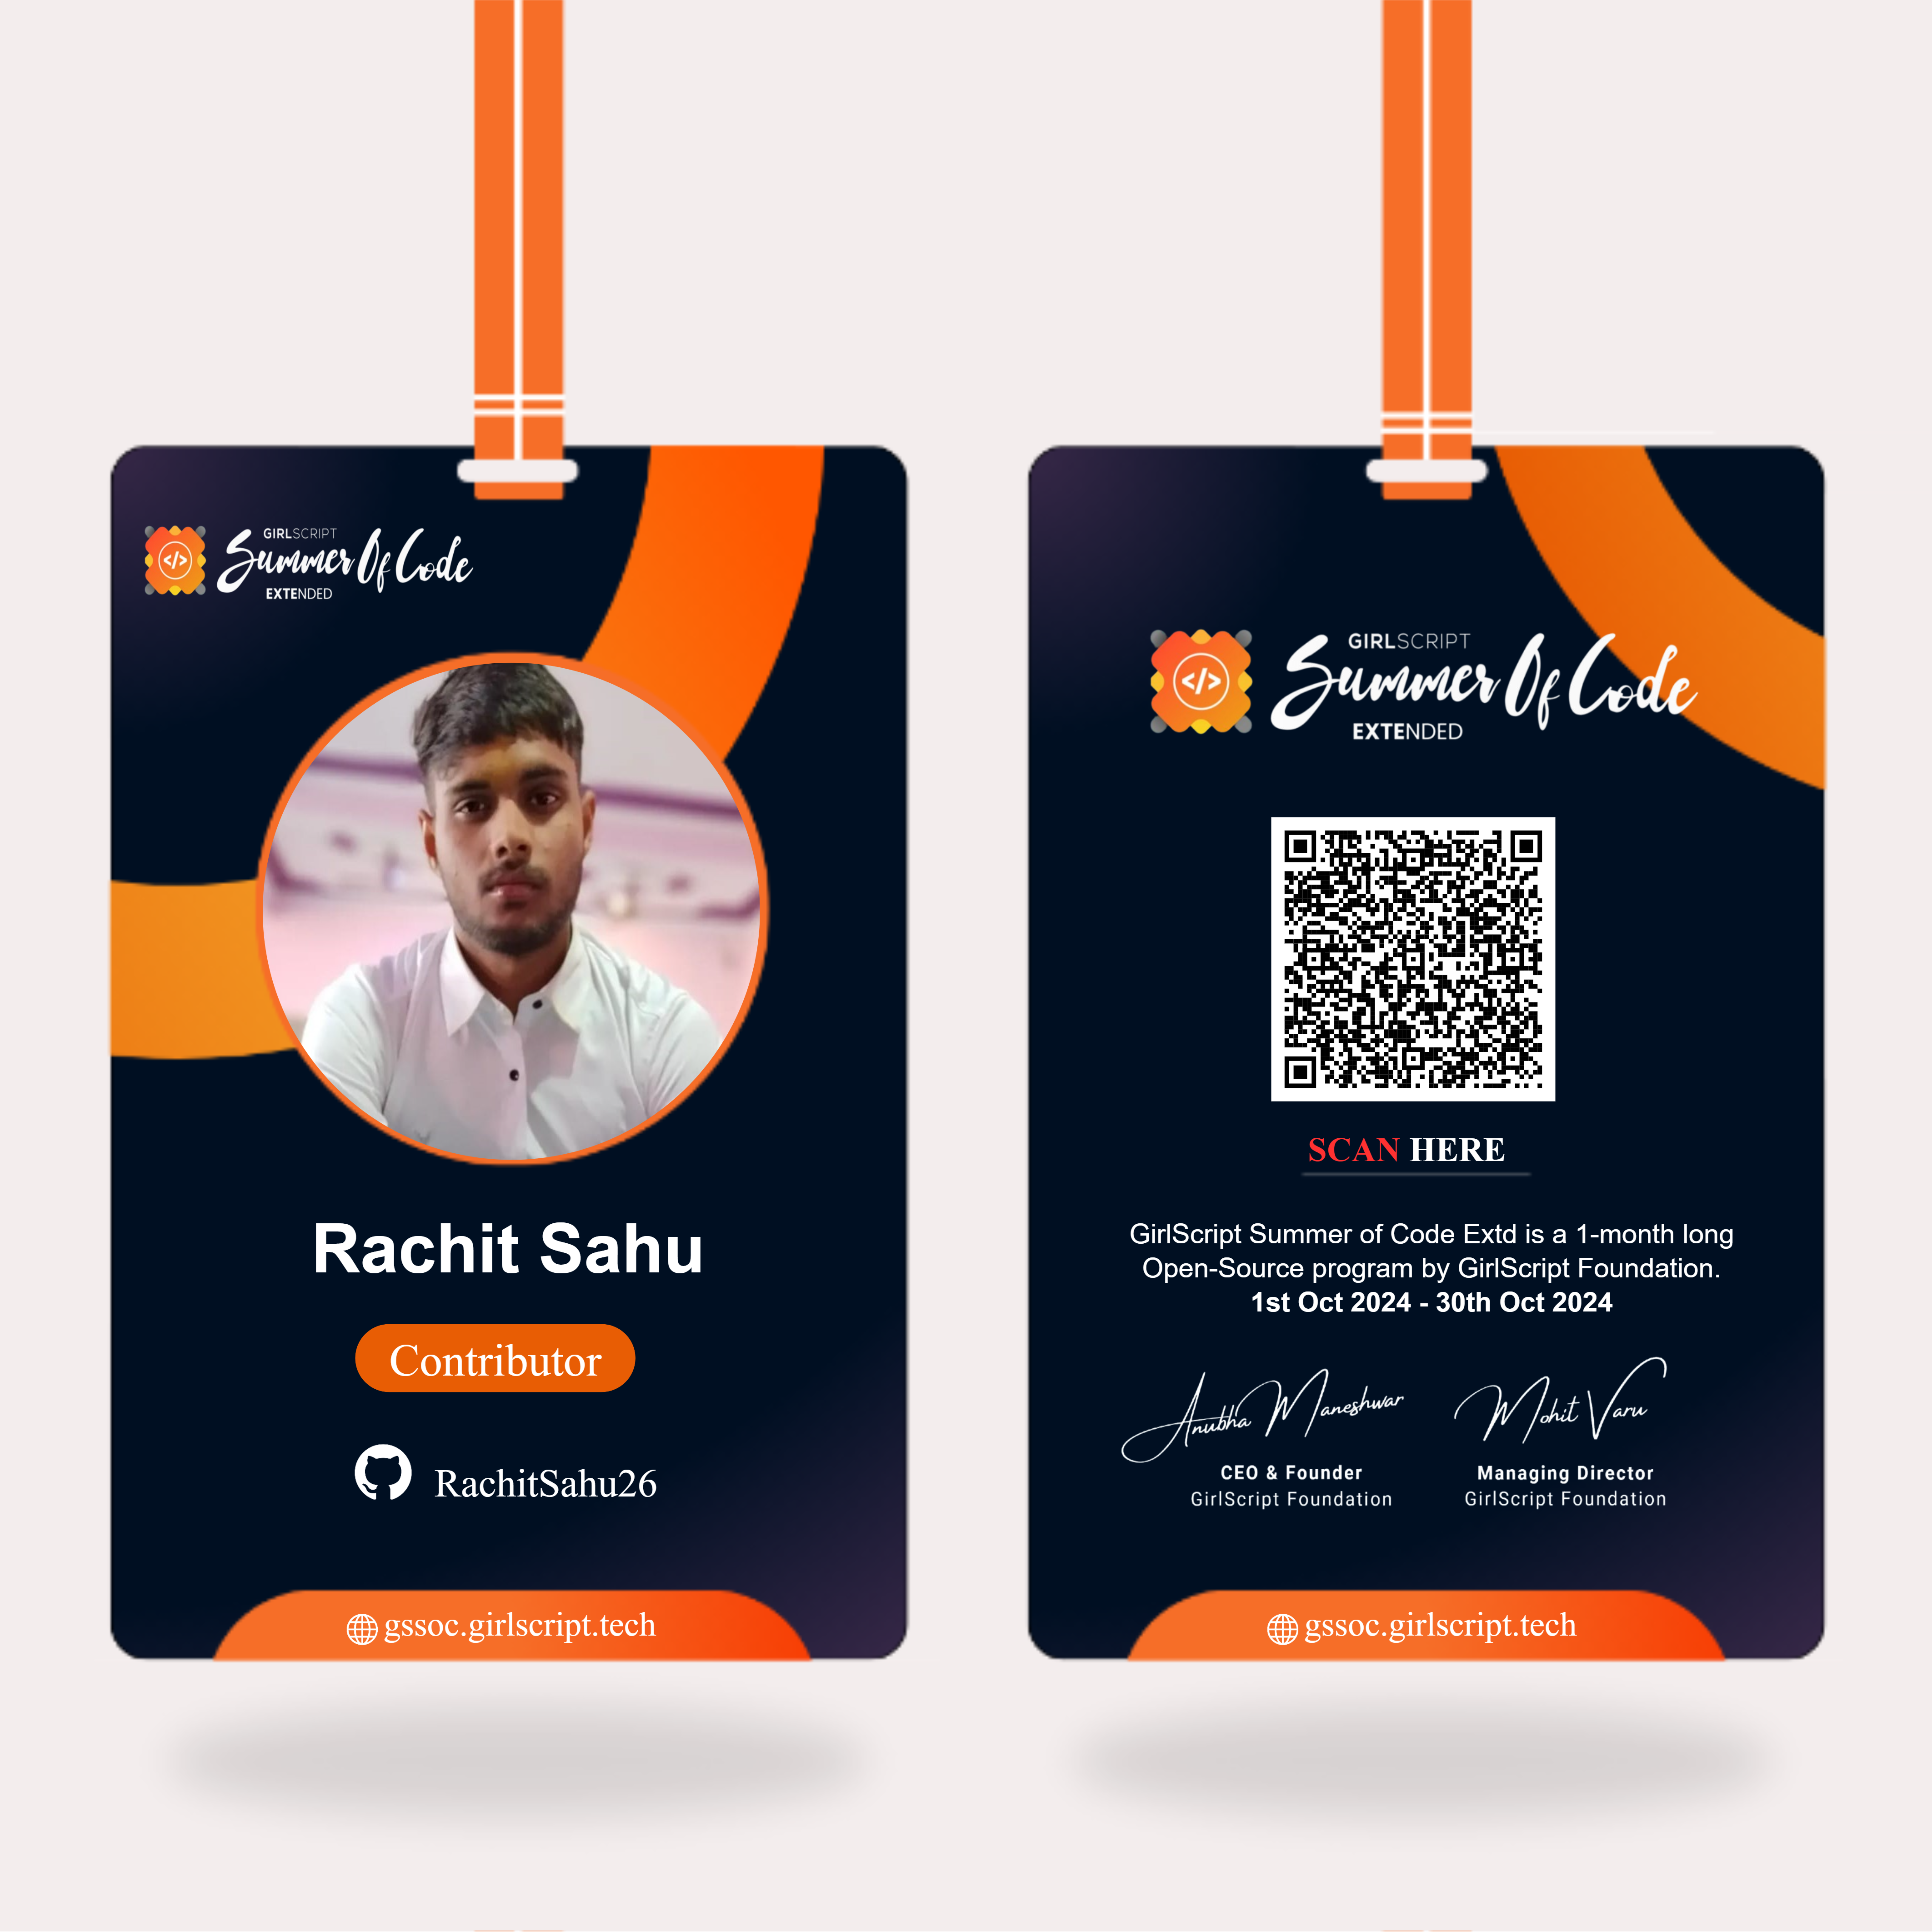 GIRLSCRIPT
Summer Of Code
EXTENDED
</>
Rachit Sahu
Contributor
RachitSahu26
gssoc.girlscript.tech
GIRLSCRIPT
Summer Of Code
EXTENDED
</>
SCAN HERE
GirlScript Summer of Code Extd is a 1-month long
Open-Source program by GirlScript Foundation.
1st Oct 2024 - 30th Oct 2024
Anubha Maneshwar
CEO & Founder
GirlScript Foundation
Mohit Varu
Managing Director
GirlScript Foundation
gssoc.girlscript.tech